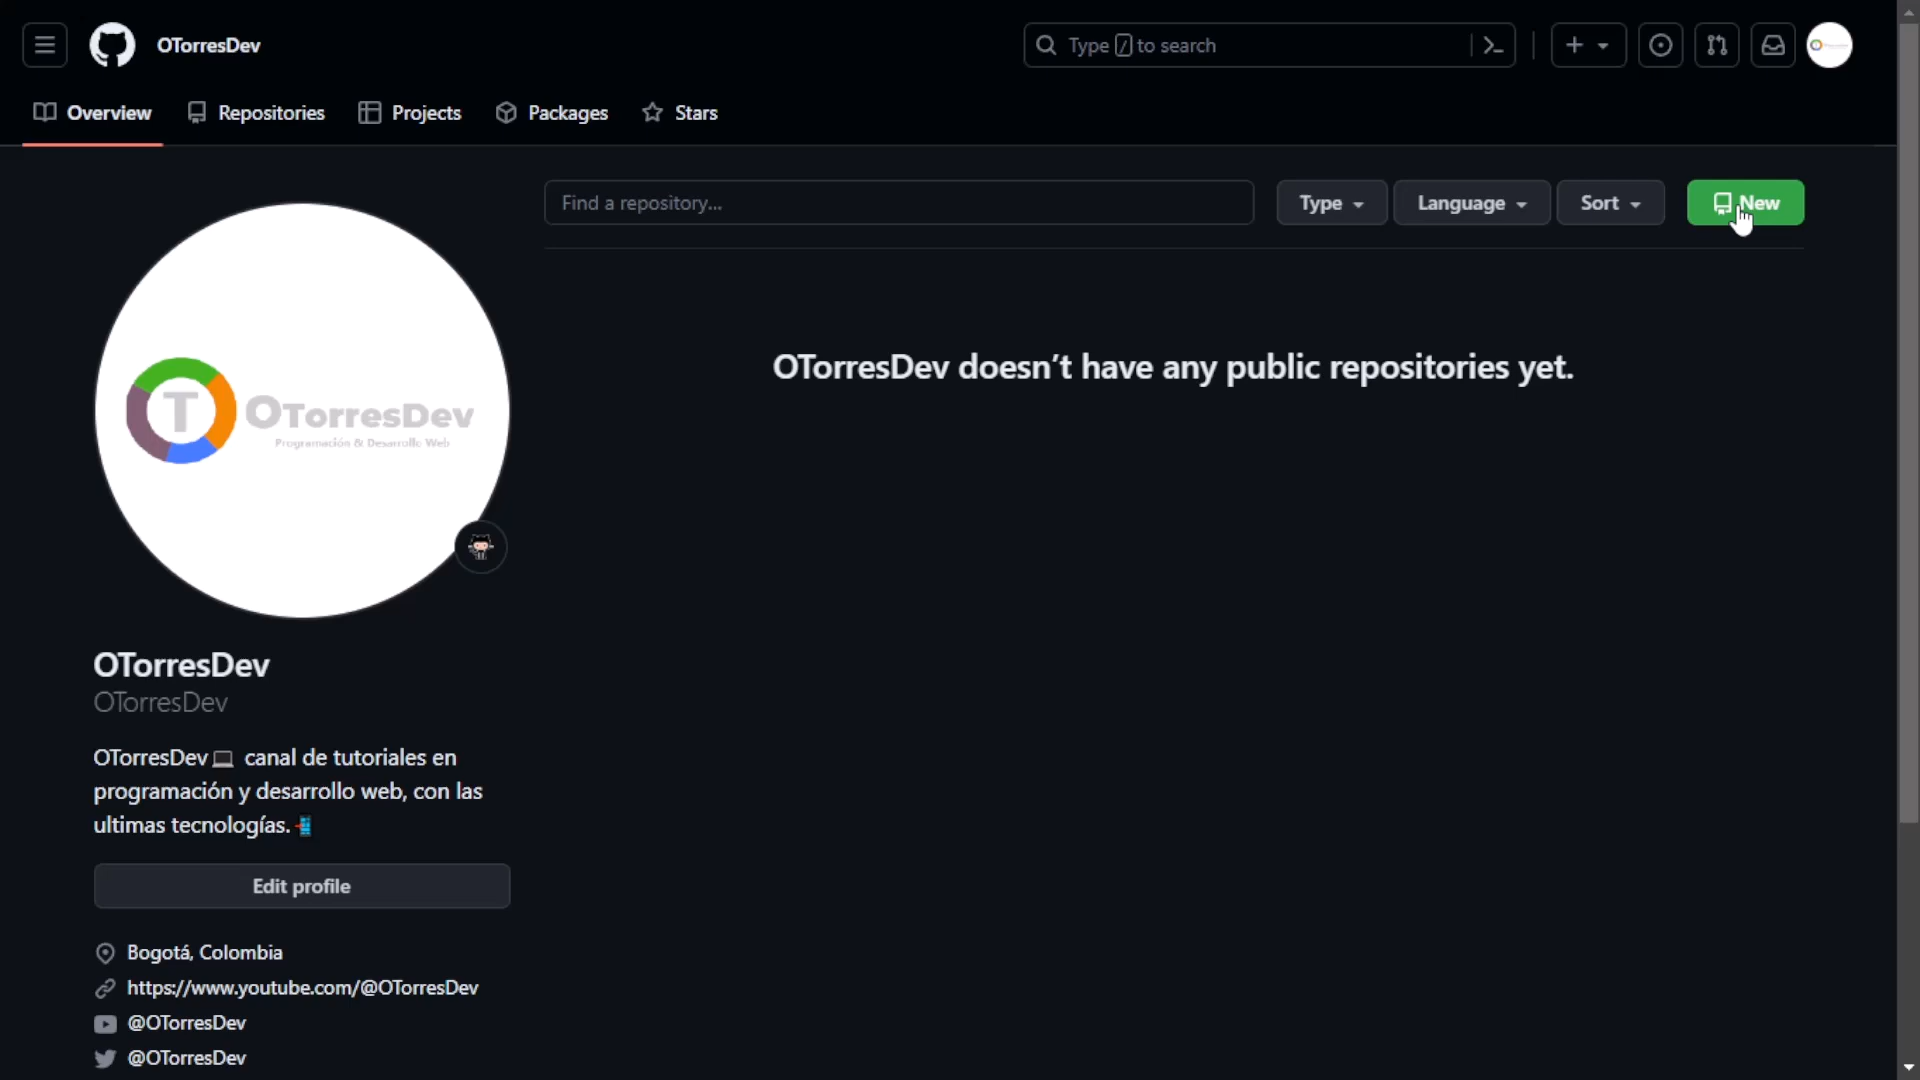 OTorresDev
Type / to search
Overview
Repositories
Projects
Packages
Stars
Find a repository...
Type
Language
Sort
New
OTorresDev doesn’t have any public repositories yet.
T OTorresDev
Programación & Desarrollo Web
OTorresDev
OTorresDev
OTorresDev💻 canal de tutoriales en
programación y desarrollo web, con las
ultimas tecnologías.📲
Edit profile
Bogotá, Colombia
https://www.youtube.com/@OTorresDev
@OTorresDev
@OTorresDev